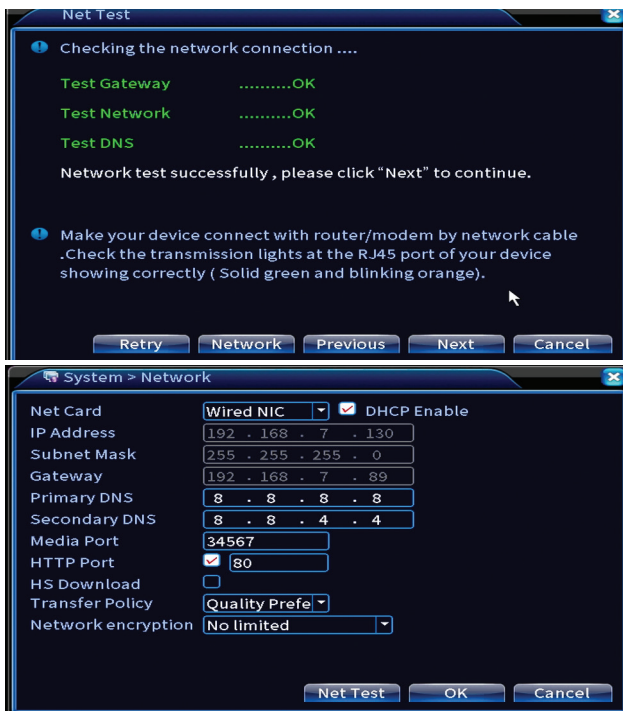 Net Test
Checking the network connection ....
Test Gateway ..........OK
Test Network ..........OK
Test DNS ..........OK
Network test successfully , please click “Next” to continue.
Make your device connect with router/modem by network cable
.Check the transmission lights at the RJ45 port of your device
showing correctly ( Solid green and blinking orange).
Retry Network Previous Next Cancel
System > Network
Net Card Wired NIC DHCP Enable
IP Address 192 . 168 . 7 . 130
Subnet Mask 255 . 255 . 255 . 0
Gateway 192 . 168 . 7 . 89
Primary DNS 8 . 8 . 8 . 8
Secondary DNS 8 . 8 . 4 . 4
Media Port 34567
HTTP Port 80
HS Download
Transfer Policy Quality Prefe
Network encryption No limited
Net Test OK Cancel